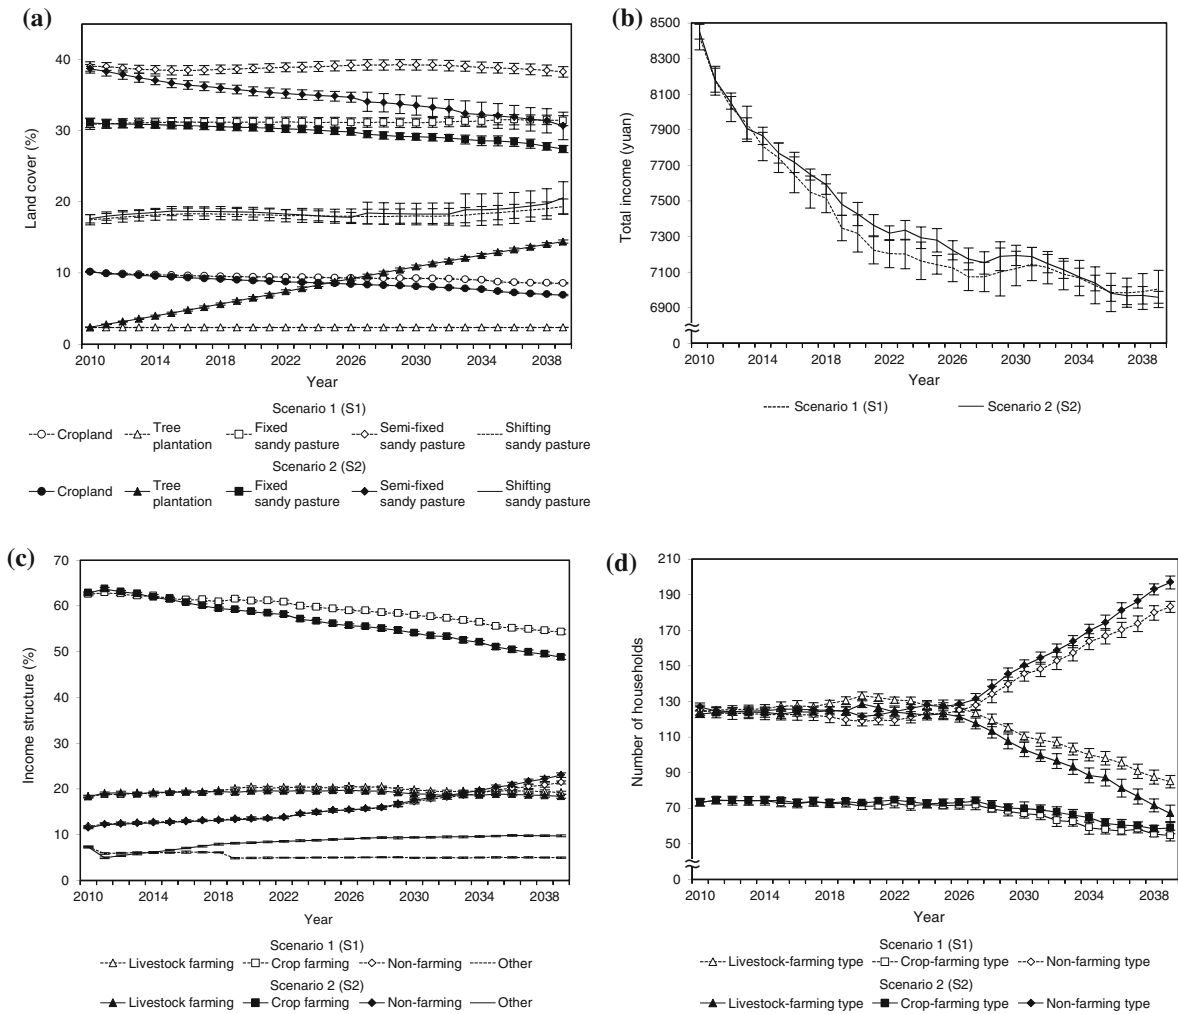 (a)
40
30
20
10
0
Land cover (%)
2010 2014 2018 2022 2026 2030 2034 2038
Year
Scenario 1 (S1)
Cropland
Tree plantation
Fixed sandy pasture
Semi-fixed sandy pasture
Shifting sandy pasture
Scenario 2 (S2)
Cropland
Tree plantation
Fixed sandy pasture
Semi-fixed sandy pasture
Shifting sandy pasture
(b)
8500
8300
8100
7900
7700
7500
7300
7100
6900
0
Total income (yuan)
2010 2014 2018 2022 2026 2030 2034 2038
Year
Scenario 1 (S1) Scenario 2 (S2)
(c)
70
60
50
40
30
20
10
0
Income structure (%)
2010 2014 2018 2022 2026 2030 2034 2038
Year
Scenario 1 (S1)
Livestock farming Crop farming Non-farming Other
Scenario 2 (S2)
Livestock farming Crop farming Non-farming Other
(d)
210
190
170
150
130
110
90
70
50
0
Number of households
2010 2014 2018 2022 2026 2030 2034 2038
Year
Scenario 1 (S1)
Livestock-farming type Crop-farming type Non-farming type
Scenario 2 (S2)
Livestock-farming type Crop-farming type Non-farming type